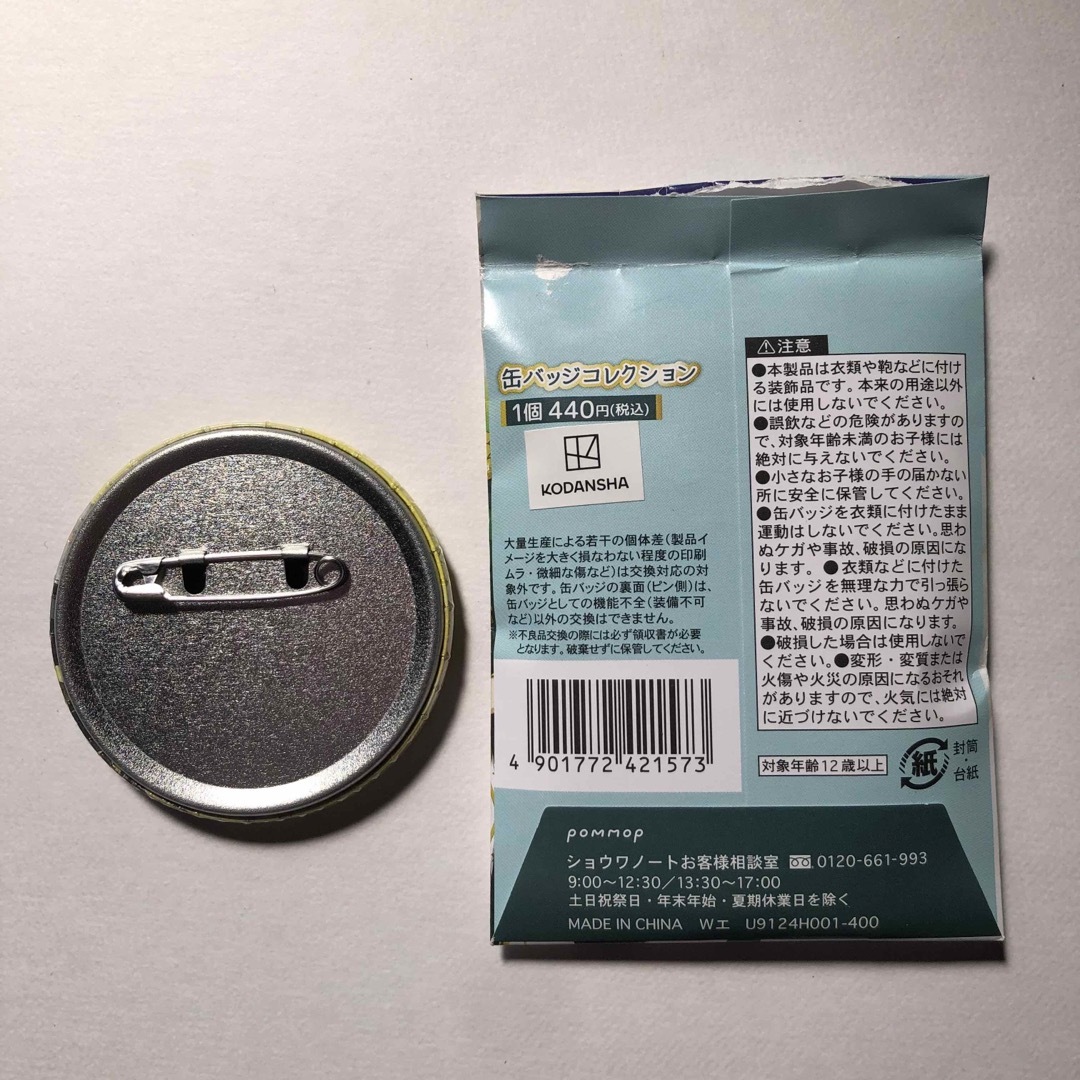 缶バッジコレクション
1個 440円(税込)
KODANSHA
大量生産による若干の個体差(製品イ
メージを大きく損なわない程度の印刷
ムラ・微細な傷など)は交換対応の対
象外です。缶バッジの裏面(ピン側)は、
缶バッジとしての機能不全(装備不可
など)以外の交換はできません。
※不良品交換の際には必ず領収書が必要
となります。破棄せずに保管してください。
4 901772 421573
注意
●本製品は衣類や鞄などに付け
る装飾品です。本来の用途以外
には使用しないでください。
●誤飲などの危険がありますの
で、対象年齢未満のお子様には
絶対に与えないでください。
●小さなお子様の手の届かない
所に安全に保管してください。
●缶バッジを衣類に付けたまま
運動はしないでください。思わ
ぬケガや事故、破損の原因にな
ります。●衣類などに付けた
缶バッジを無理な力で引っ張ら
ないでください。思わぬケガや
事故、破損の原因になります。
●破損した場合は使用しないで
ください。●変形・変質または
火傷や火災の原因になるおそれ
がありますので、火気には絶対
に近づけないでください。
対象年齢12歳以上
紙
封筒・
台紙
pommop
ショウワノートお客様相談室 0120-661-993
9:00～12:30／13:30～17:00
土日祝祭日・年末年始・夏期休業日を除く
MADE IN CHINA Wエ U9124H001-400